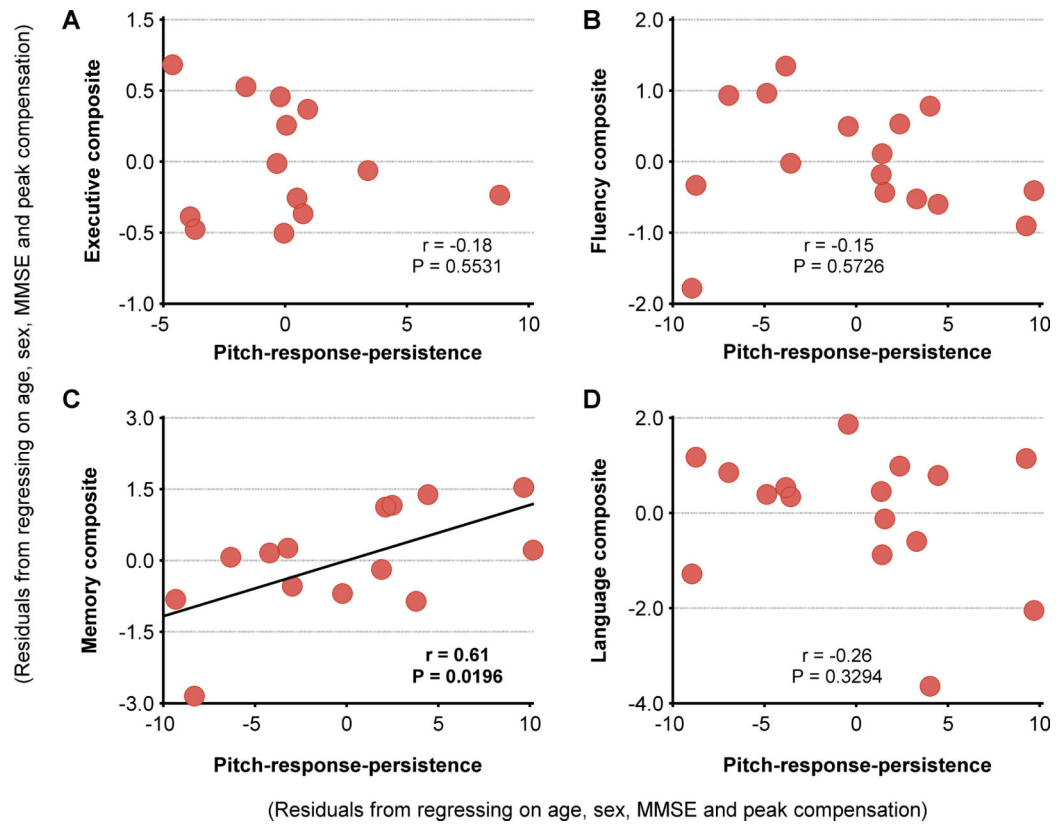 (Residuals from regressing on age, sex, MMSE and peak compensation)
A
Executive composite
1.5
0.5
0.0
-0.5
-1.0
-5
0
5
10
r = -0.18
P = 0.5531
Pitch-response-persistence
B
Fluency composite
2.0
1.0
0.0
-1.0
-2.0
-10
-5
0
5
10
r = -0.15
P = 0.5726
Pitch-response-persistence
C
Memory composite
3.0
1.5
0.0
-1.5
-3.0
-10
-5
0
5
10
r = 0.61
P = 0.0196
Pitch-response-persistence
D
Language composite
2.0
0.0
-2.0
-4.0
-10
-5
0
5
10
r = -0.26
P = 0.3294
Pitch-response-persistence
(Residuals from regressing on age, sex, MMSE and peak compensation)